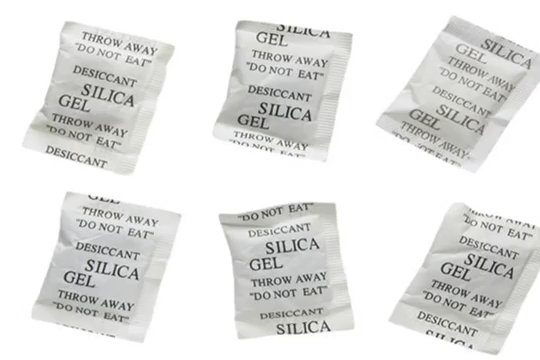 THROW AWAY
"DO NOT EAT"
DESICCANT
SILICA
GEL
THROW AWAY
"DO NOT EAT"
DESICCANT
SILICA
GEL
THROW AWAY
"DO NOT EAT"
DESICCANT
SILICA
GEL
THROW AWAY
"DO NOT EAT"
SILICA
GEL
THROW AWAY
"DO NOT EAT"
DESICCANT
SILICA
GEL
THROW AWAY
"DO NOT EAT"
GEL
THROW AWAY
"DO NOT EAT"
DESICCANT
SILICA
GEL
THROW AWAY
"DO NOT EAT"
"DO NOT EAT"
DESICCANT
SILICA
GEL
THROW AWAY
"DO NOT EAT"
DESICCANT
SILICA
THROW AWAY
"DO NOT EAT"
DESICCANT
SILICA
GEL
THROW AWAY
"DO NOT EAT"
DESICCANT